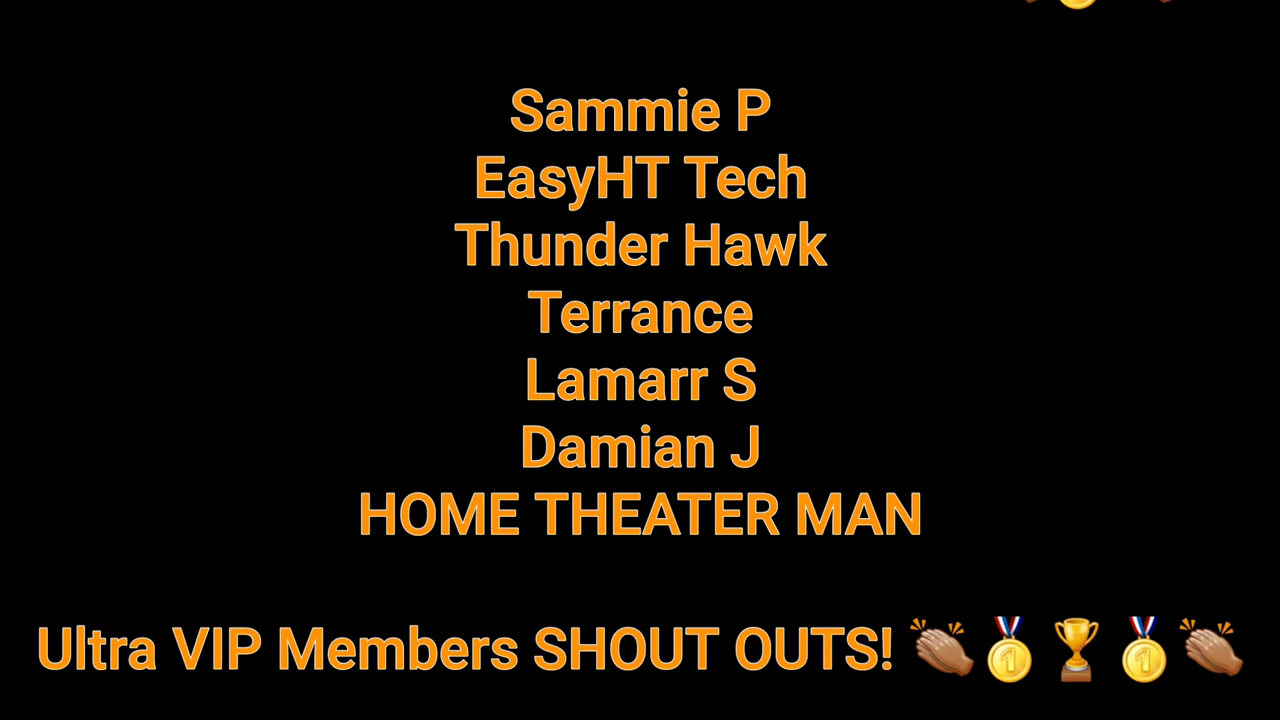 Sammie P
EasyHT Tech
Thunder Hawk
Terrance
Lamarr S
Damian J
HOME THEATER MAN
Ultra VIP Members SHOUT OUTS! 👏🏽🥇🏆🥇👏🏽